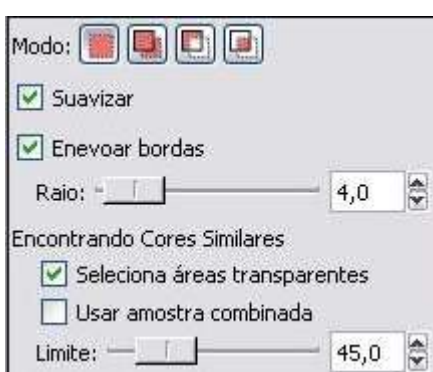 Modo:
Suavizar
Enevoar bordas
Raio: 4,0
Encontrando Cores Similares
Seleciona áreas transparentes
Usar amostra combinada
Limite: 45,0